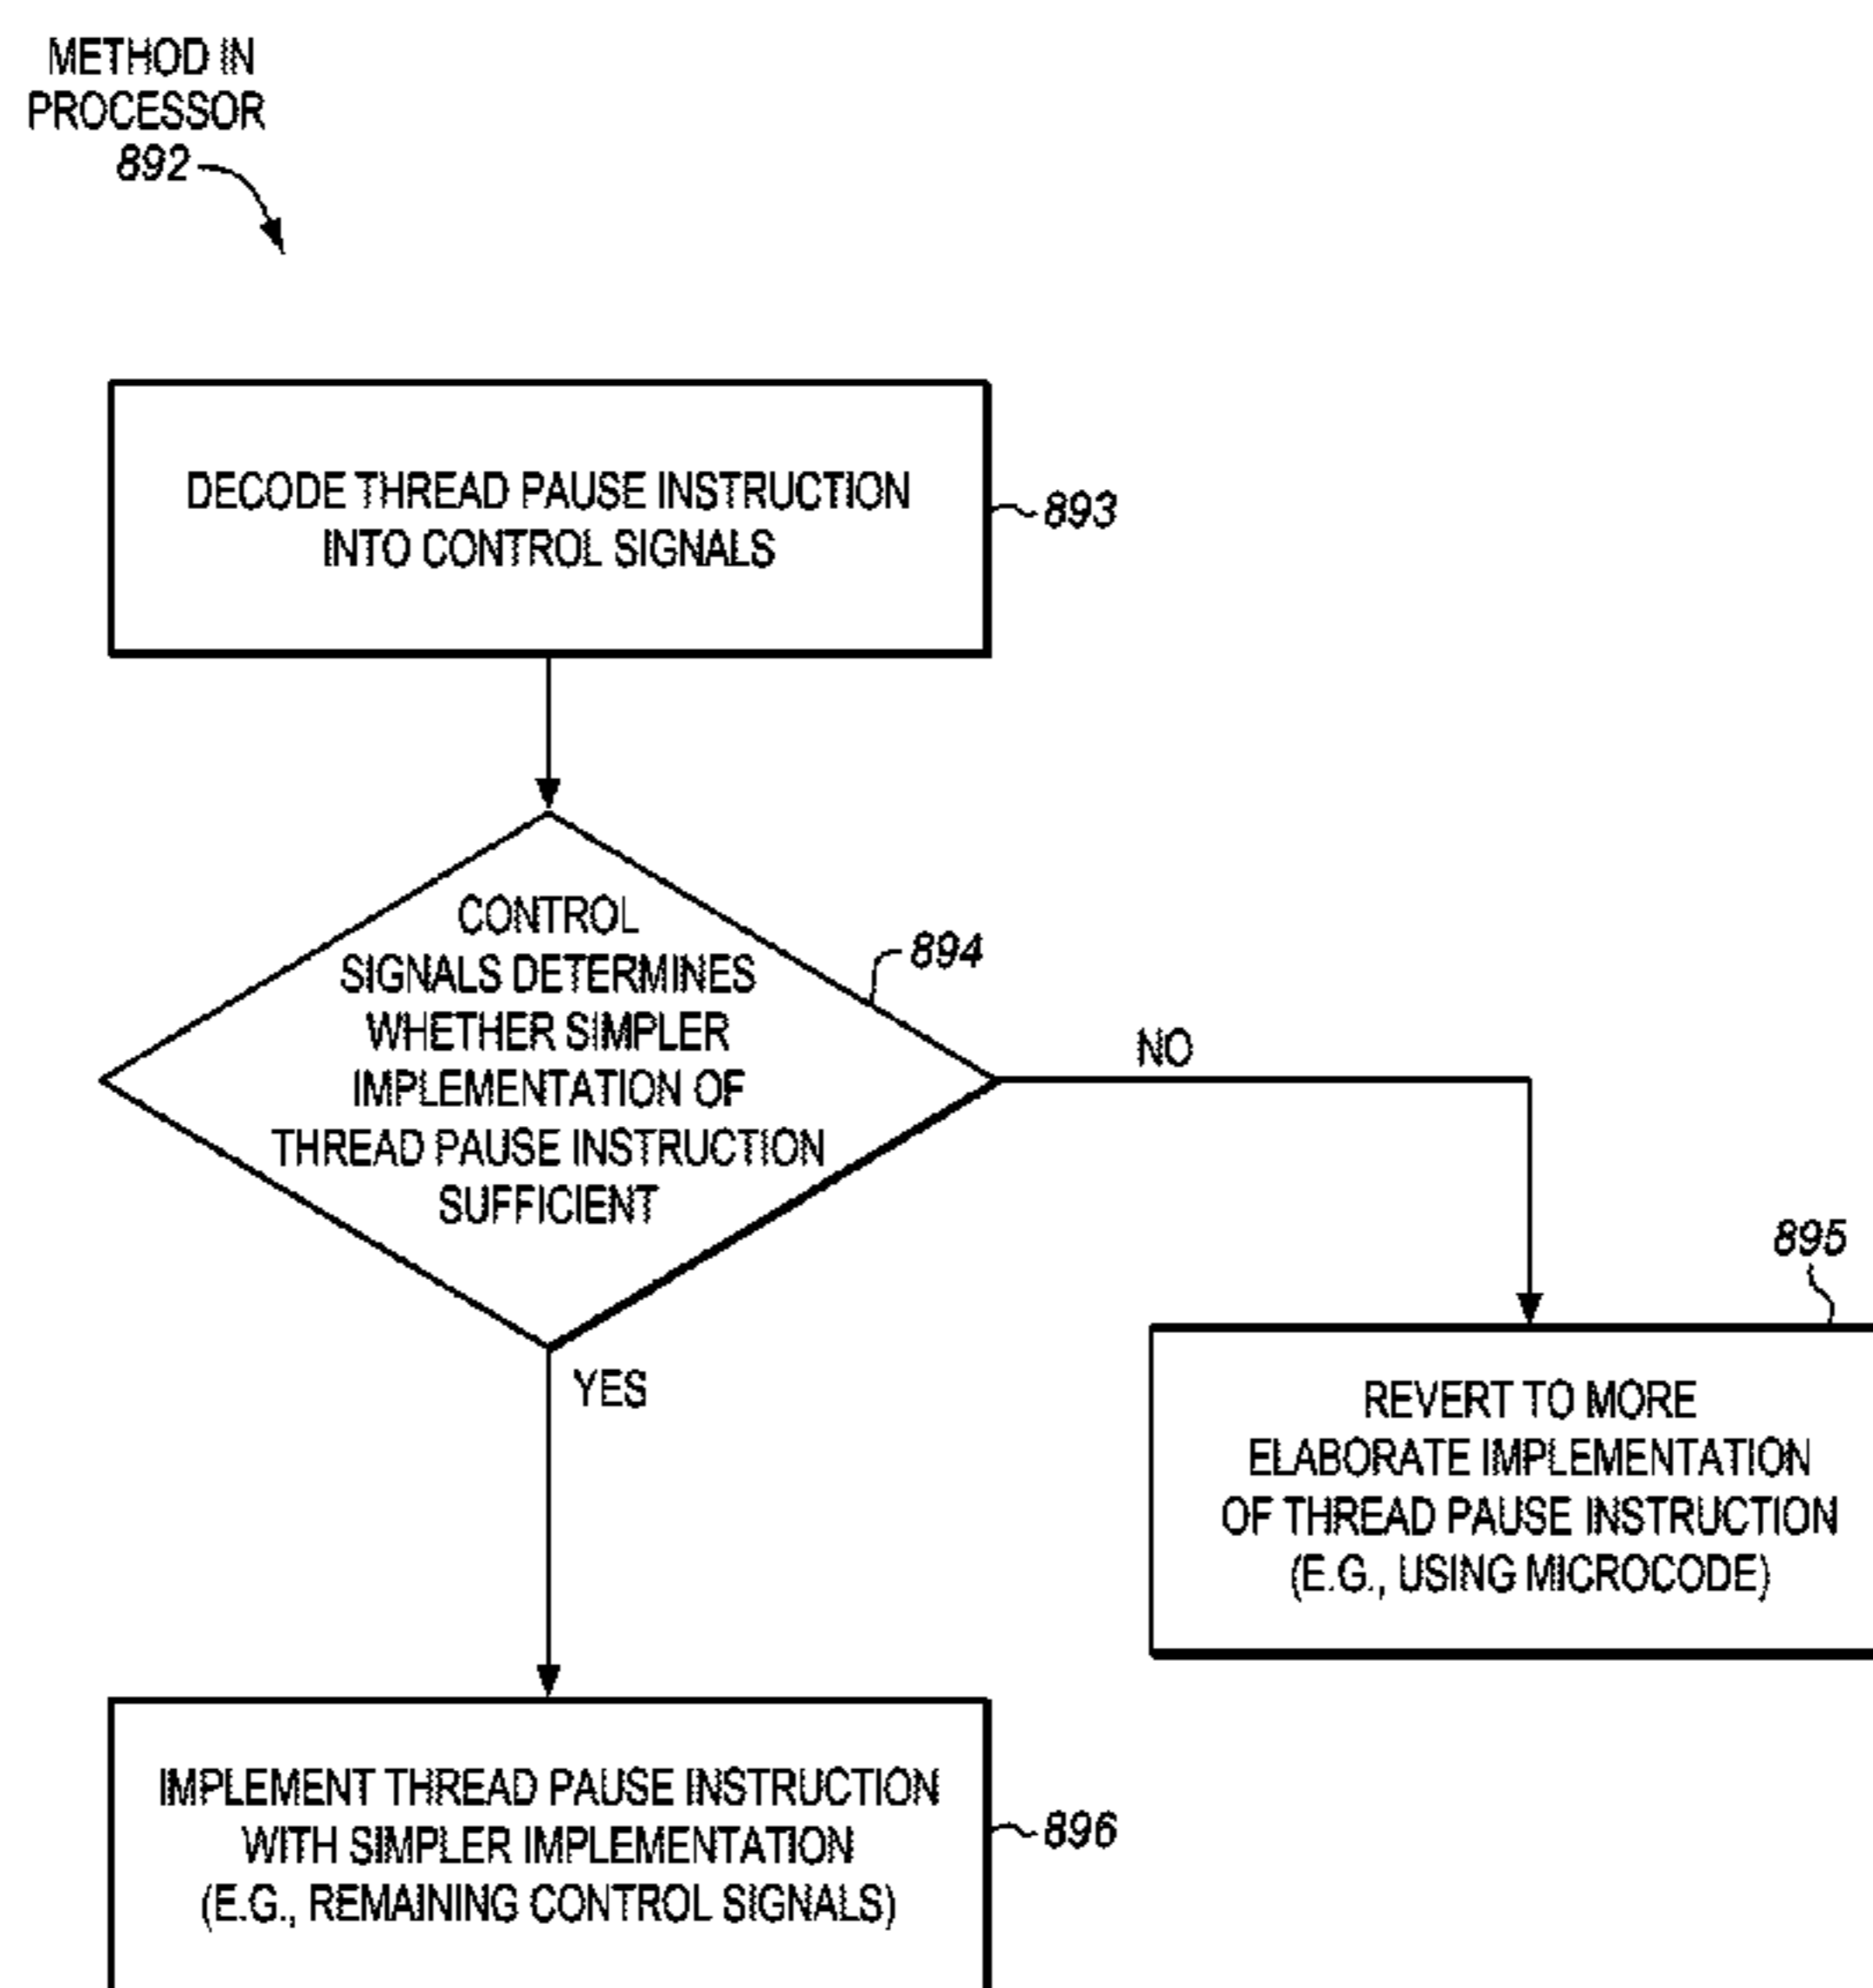 METHOD IN
PROCESSOR
892
DECODE THREAD PAUSE INSTRUCTION
INTO CONTROL SIGNALS
893
CONTROL
SIGNALS DETERMINES
WHETHER SIMPLER
IMPLEMENTATION OF
THREAD PAUSE INSTRUCTION
SUFFICIENT
894
NO
YES
895
REVERT TO MORE
ELABORATE IMPLEMENTATION
OF THREAD PAUSE INSTRUCTION
(E.G., USING MICROCODE)
IMPLEMENT THREAD PAUSE INSTRUCTION
WITH SIMPLER IMPLEMENTATION
(E.G., REMAINING CONTROL SIGNALS)
896